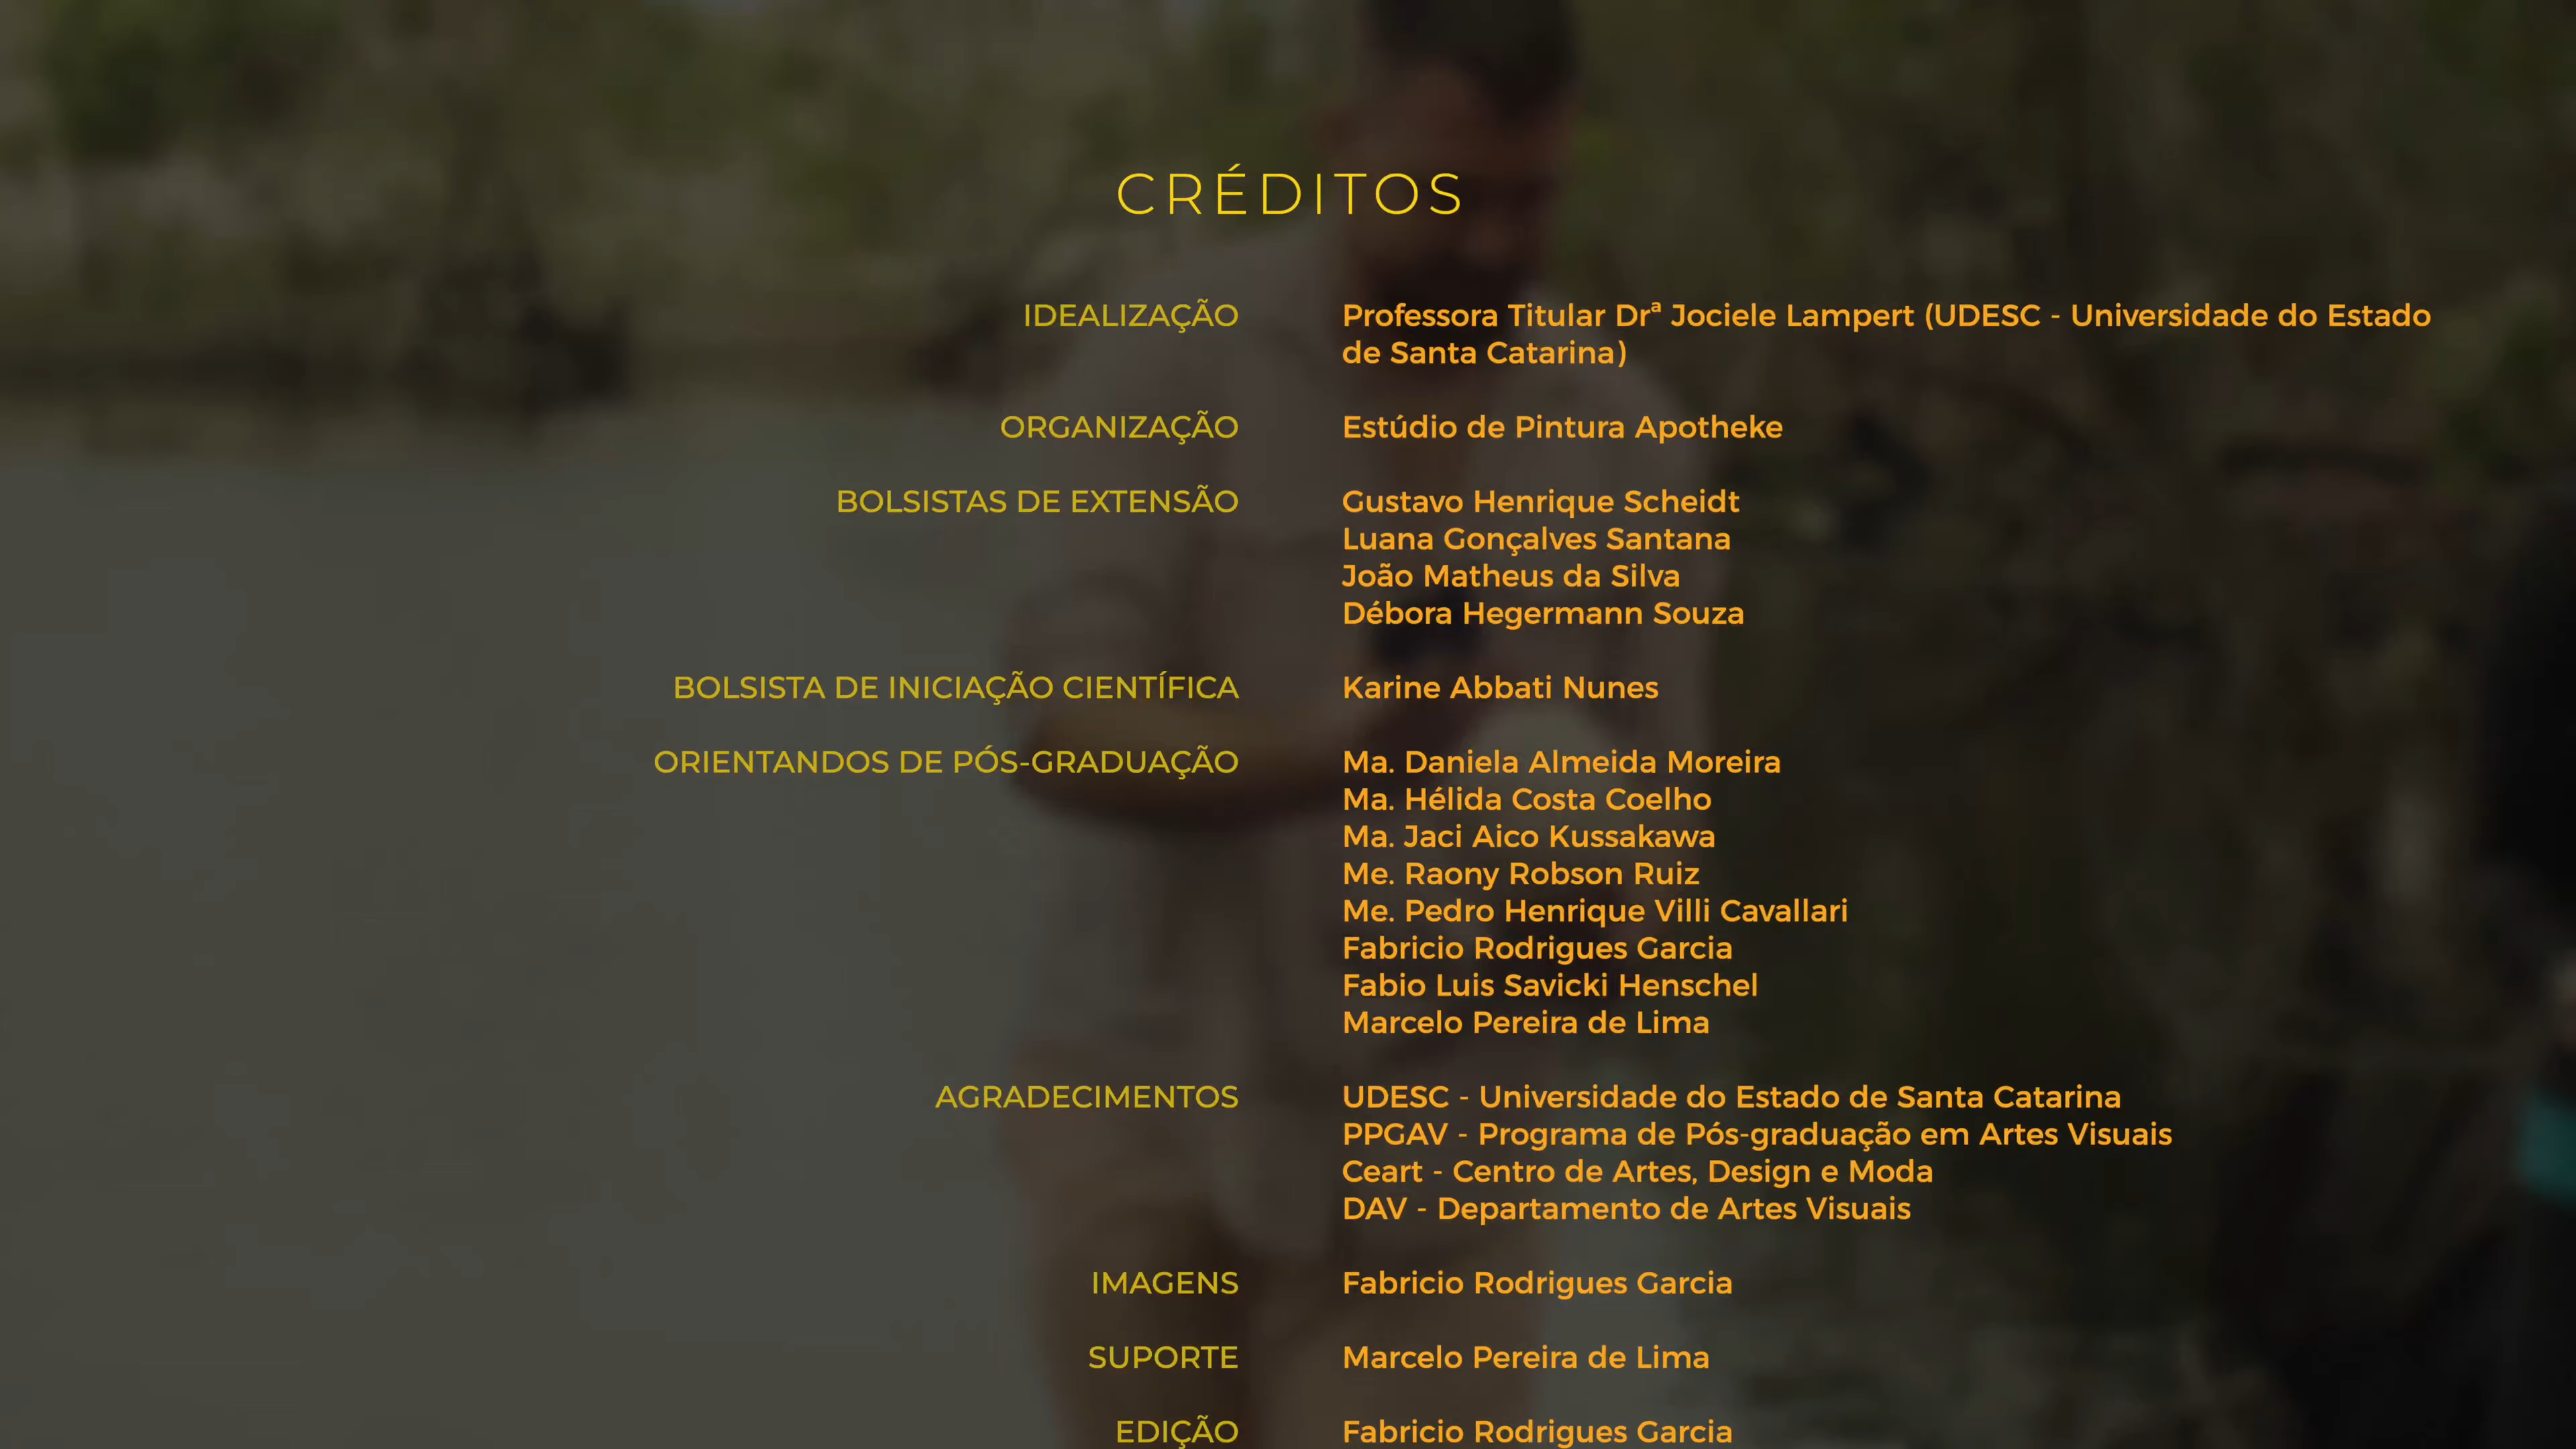 CRÉDITOS
IDEALIZAÇÃO Professora Titular Drª Jociele Lampert (UDESC - Universidade do Estado
de Santa Catarina)
ORGANIZAÇÃO Estúdio de Pintura Apotheke
BOLSISTAS DE EXTENSÃO Gustavo Henrique Scheidt
Luana Gonçalves Santana
João Matheus da Silva
Débora Hegermann Souza
BOLSISTA DE INICIAÇÃO CIENTÍFICA Karine Abbati Nunes
ORIENTANDOS DE PÓS-GRADUAÇÃO Ma. Daniela Almeida Moreira
Ma. Hélida Costa Coelho
Ma. Jaci Aico Kussakawa
Me. Raony Robson Ruiz
Me. Pedro Henrique Villi Cavallari
Fabricio Rodrigues Garcia
Fabio Luis Savicki Henschel
Marcelo Pereira de Lima
AGRADECIMENTOS UDESC - Universidade do Estado de Santa Catarina
PPGAV - Programa de Pós-graduação em Artes Visuais
Ceart - Centro de Artes, Design e Moda
DAV - Departamento de Artes Visuais
IMAGENS Fabricio Rodrigues Garcia
SUPORTE Marcelo Pereira de Lima
EDIÇÃO Fabricio Rodrigues Garcia